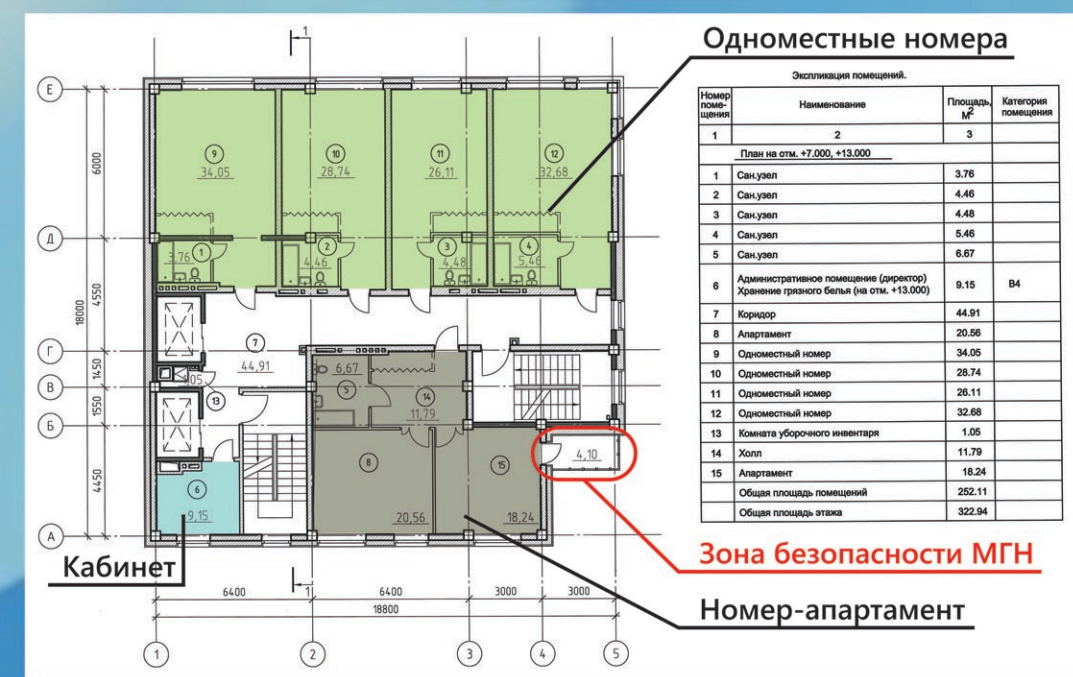 Одноместные номера
Экспликация помещений.
Номер поме- щения | Наименование | Площадь, м2 | Категория помещения
1 | 2 | 3
План на отм. +7.000, +13.000
1 | Сан.узел | 3.76
2 | Сан.узел | 4.46
3 | Сан.узел | 4.48
4 | Сан.узел | 5.46
5 | Сан.узел | 6.67
6 | Административное помещение (директор) Хранение грязного белья (на отм. +13.000) | 9.15 | В4
7 | Коридор | 44.91
8 | Апартамент | 20.56
9 | Одноместный номер | 34.05
10 | Одноместный номер | 28.74
11 | Одноместный номер | 26.11
12 | Одноместный номер | 32.68
13 | Комната уборочного инвентаря | 1.05
14 | Холл | 11.79
15 | Апартамент | 18.24
Общая площадь помещений | 252.11
Общая площадь этажа | 322.94
Зона безопасности МГН
Номер-апартамент
Кабинет
1
Е
Д
Г
В
Б
А
6000
4550
1450
1550
4450
18000
9
34.05
10
28.74
11
26,11
12
32,68
3.76
1
2
4.46
3
4,48
4
5.46
7
44,91
1.05
13
6.67
5
14
11,79
8
20.56
15
18,24
4,10
6
9,15
6400
1
6400
3000
3000
18800
1
2
3
4
5